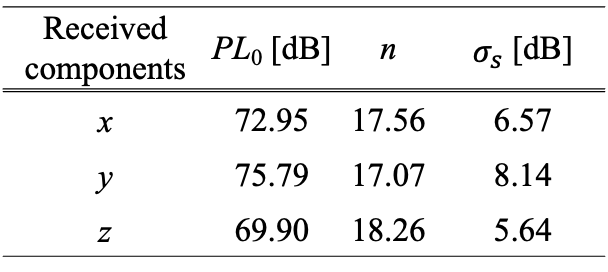 Received components PL₀ [dB] n σₛ [dB]
x 72.95 17.56 6.57
y 75.79 17.07 8.14
z 69.90 18.26 5.64